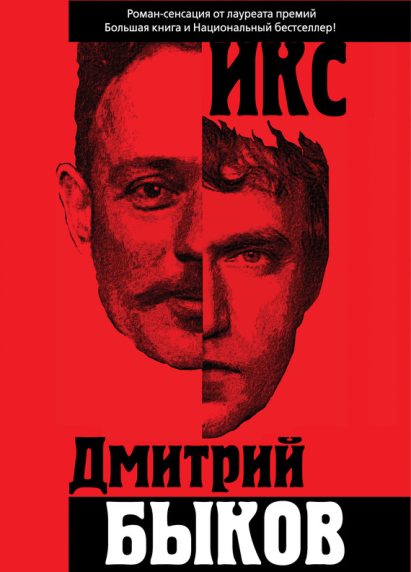 Роман-сенсация от лауреата премий
Большая книга и Национальный бестселлер!
ИКС
Дмитрий
БЫКОВ